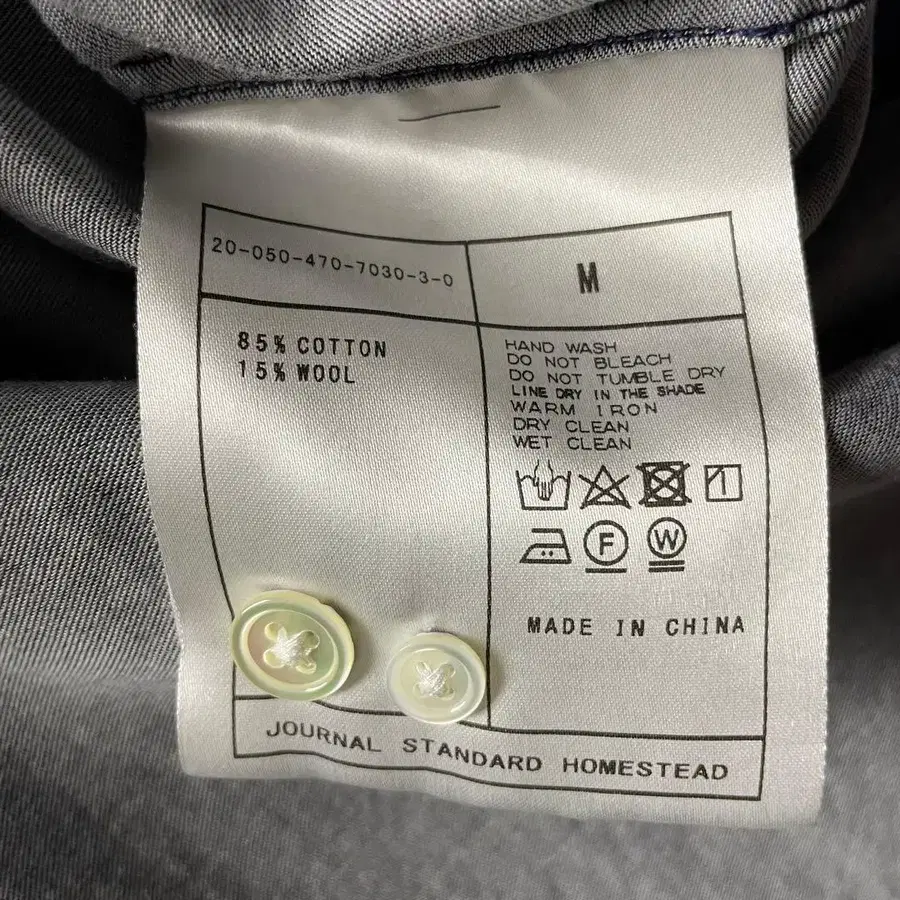 20-050-470-7030-3-0
M
85% COTTON
15% WOOL
HAND WASH
DO NOT BLEACH
DO NOT TUMBLE DRY
LINE DRY IN THE SHADE
WARM IRON
DRY CLEAN
WET CLEAN
F
W
MADE IN CHINA
JOURNAL STANDARD HOMESTEAD